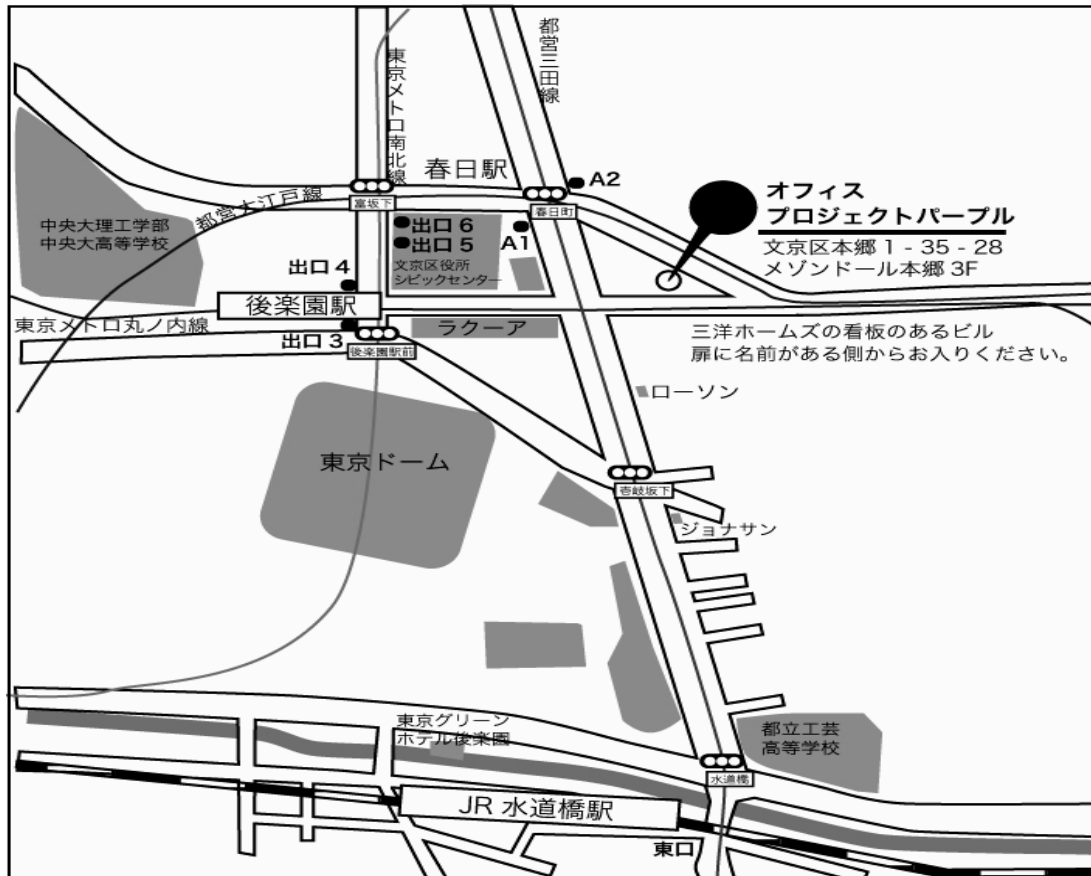 都営三田線
東京メトロ南北線
春日駅
A2
都営大江戸線
富坂下
春日町
オフィス
プロジェクトパープル
文京区本郷 1 - 35 - 28
メゾンドール本郷 3F
中央大理工学部
中央大高等学校
出口 6
出口 5
A1
文京区役所
シビックセンター
出口 4
後楽園駅
東京メトロ丸ノ内線
出口 3
後楽園駅前
ラクーア
三洋ホームズの看板のあるビル
扉に名前がある側からお入りください。
ローソン
東京ドーム
壱岐坂下
ジョナサン
東京グリーン
ホテル後楽園
都立工芸
高等学校
水道橋
JR 水道橋駅
東口